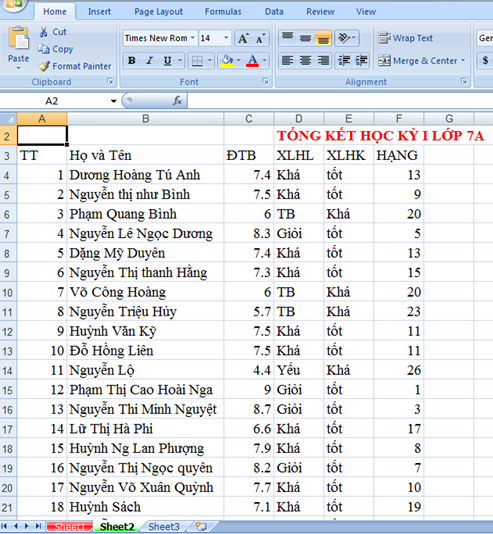 Home Insert Page Layout Formulas Data Review View
Cut
Copy
Format Painter
Paste
Times New Rom 14 A A
B I U A
Wrap Text
Merge & Center
Ger
$
Clipboard Font Alignment
A2 fx
A B C D E F G
2 TỔNG KẾT HỌC KỲ I LỚP 7A
3 TT Họ và Tên ĐTB XLHL XLHK HẠNG
4 1 Dương Hoàng Tú Anh 7.4 Khá tốt 13
5 2 Nguyễn thị như Bình 7.5 Khá tốt 9
6 3 Phạm Quang Bình 6 TB Khá 20
7 4 Nguyễn Lê Ngọc Dương 8.3 Giỏi tốt 5
8 5 Dặng Mỹ Duyên 7.4 Khá tốt 13
9 6 Nguyễn Thị thanh Hằng 7.3 Khá tốt 15
10 7 Võ Công Hoàng 6 TB Khá 20
11 8 Nguyễn Triệu Hủy 5.7 TB Khá 23
12 9 Huỳnh Văn Kỹ 7.5 Khá tốt 11
13 10 Đỗ Hồng Liên 7.5 Khá tốt 11
14 11 Nguyễn Lộ 4.4 Yếu Khá 26
15 12 Phạm Thị Cao Hoài Nga 9 Giỏi tốt 1
16 13 Nguyễn Thi Minh Nguyệt 8.7 Giỏi tốt 3
17 14 Lữ Thị Hà Phi 6.6 Khá tốt 17
18 15 Huỳnh Ng Lan Phượng 7.9 Khá tốt 8
19 16 Nguyễn Thị Ngọc quyên 8.2 Giỏi tốt 7
20 17 Nguyễn Võ Xuân Quỳnh 7.7 Khá tốt 10
21 18 Huỳnh Sách 7.1 Khá tốt 19
Sheet1 Sheet2 Sheet3